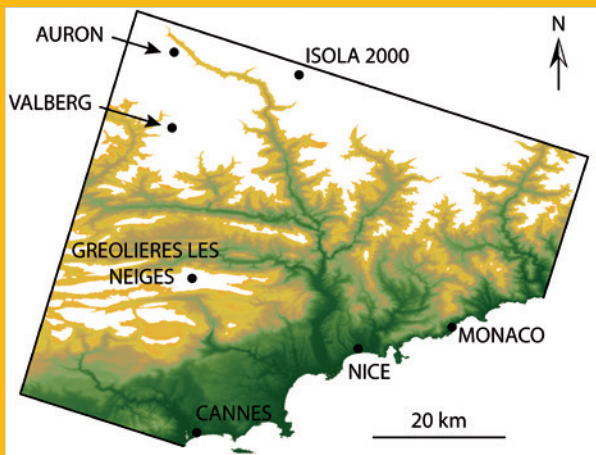 AURON
N
ISOLA 2000
VALBERG
GREOLIERES LES
NEIGES
MONACO
NICE
CANNES
20 km